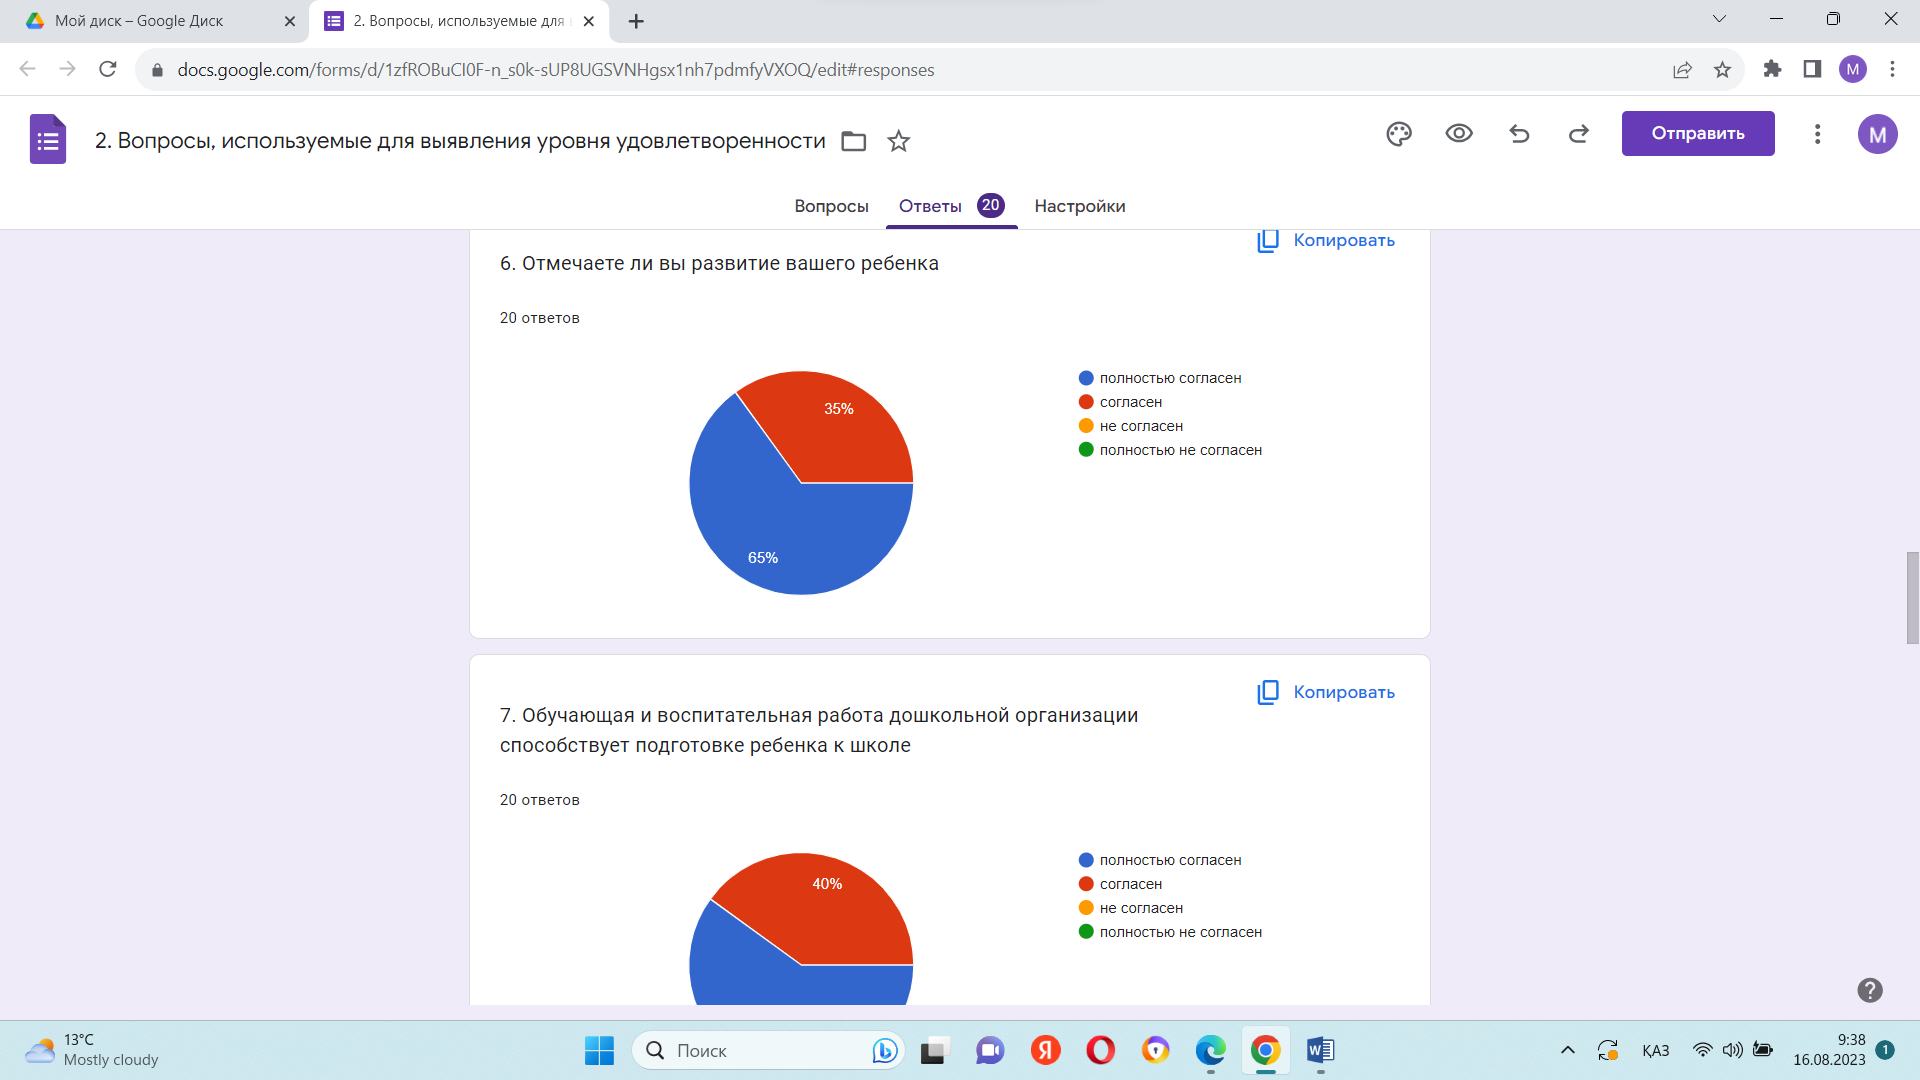 Мой диск – Google Диск
2. Вопросы, используемые для
docs.google.com/forms/d/1zfROBuCI0F-n_s0k-sUP8UGSVNHgsx1nh7pdmfyVXOQ/edit#responses
M
2. Вопросы, используемые для выявления уровня удовлетворенности
Отправить
M
Вопросы
Ответы 20
Настройки
Копировать
6. Отмечаете ли вы развитие вашего ребенка
20 ответов
35%
65%
полностью согласен
согласен
не согласен
полностью не согласен
Копировать
7. Обучающая и воспитательная работа дошкольной организации
способствует подготовке ребенка к школе
20 ответов
40%
полностью согласен
согласен
не согласен
полностью не согласен
13°C
Mostly cloudy
Поиск
ҚАЗ
9:38
16.08.2023
1